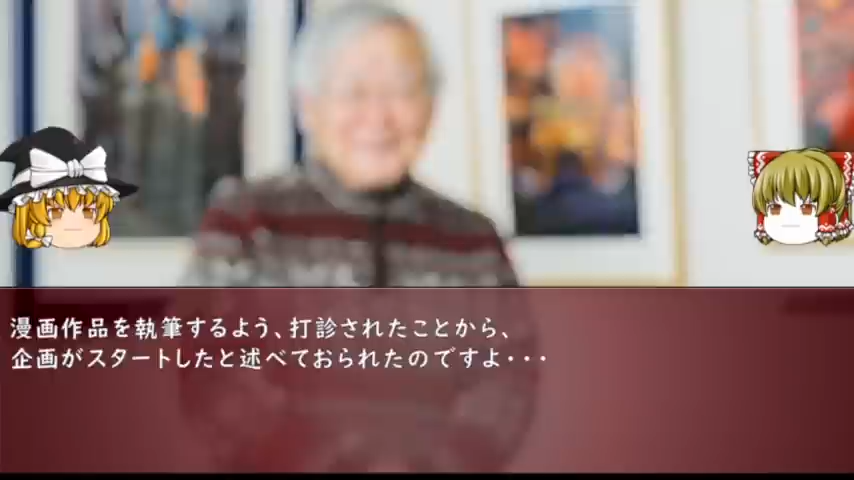 漫画作品を執筆するよう、打診されたことから、
企画がスタートしたと述べておられたのですよ・・・